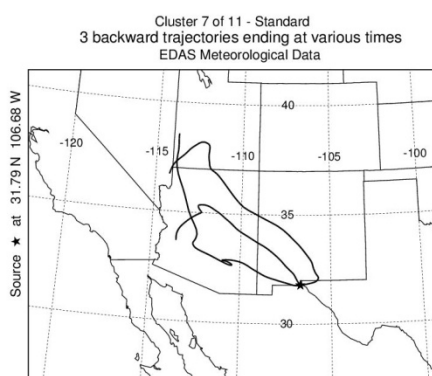 Cluster 7 of 11 - Standard
3 backward trajectories ending at various times
EDAS Meteorological Data
Source ★ at 31.79 N 106.68 W
40
-120
-115
-110
-105
-100
35
30